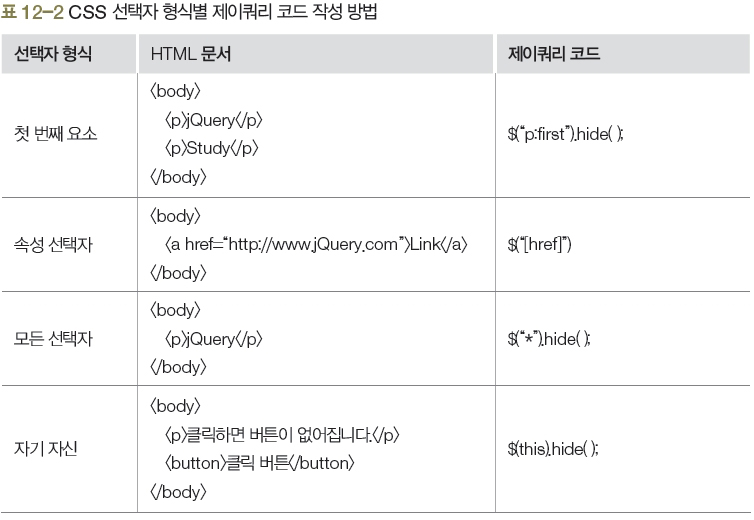 표 12-2 CSS 선택자 형식별 제이쿼리 코드 작성 방법
선택자 형식 HTML 문서 제이쿼리 코드
첫 번째 요소
<body>
<p>jQuery</p>
<p>Study</p>
</body>
$("p:first").hide( );
속성 선택자
<body>
<a href="http://www.jQuery.com">Link</a>
</body>
$("[href]")
모든 선택자
<body>
<p>jQuery</p>
</body>
$("*").hide( );
자기 자신
<body>
<p>클릭하면 버튼이 없어집니다.</p>
<button>클릭 버튼</button>
</body>
$(this).hide( );